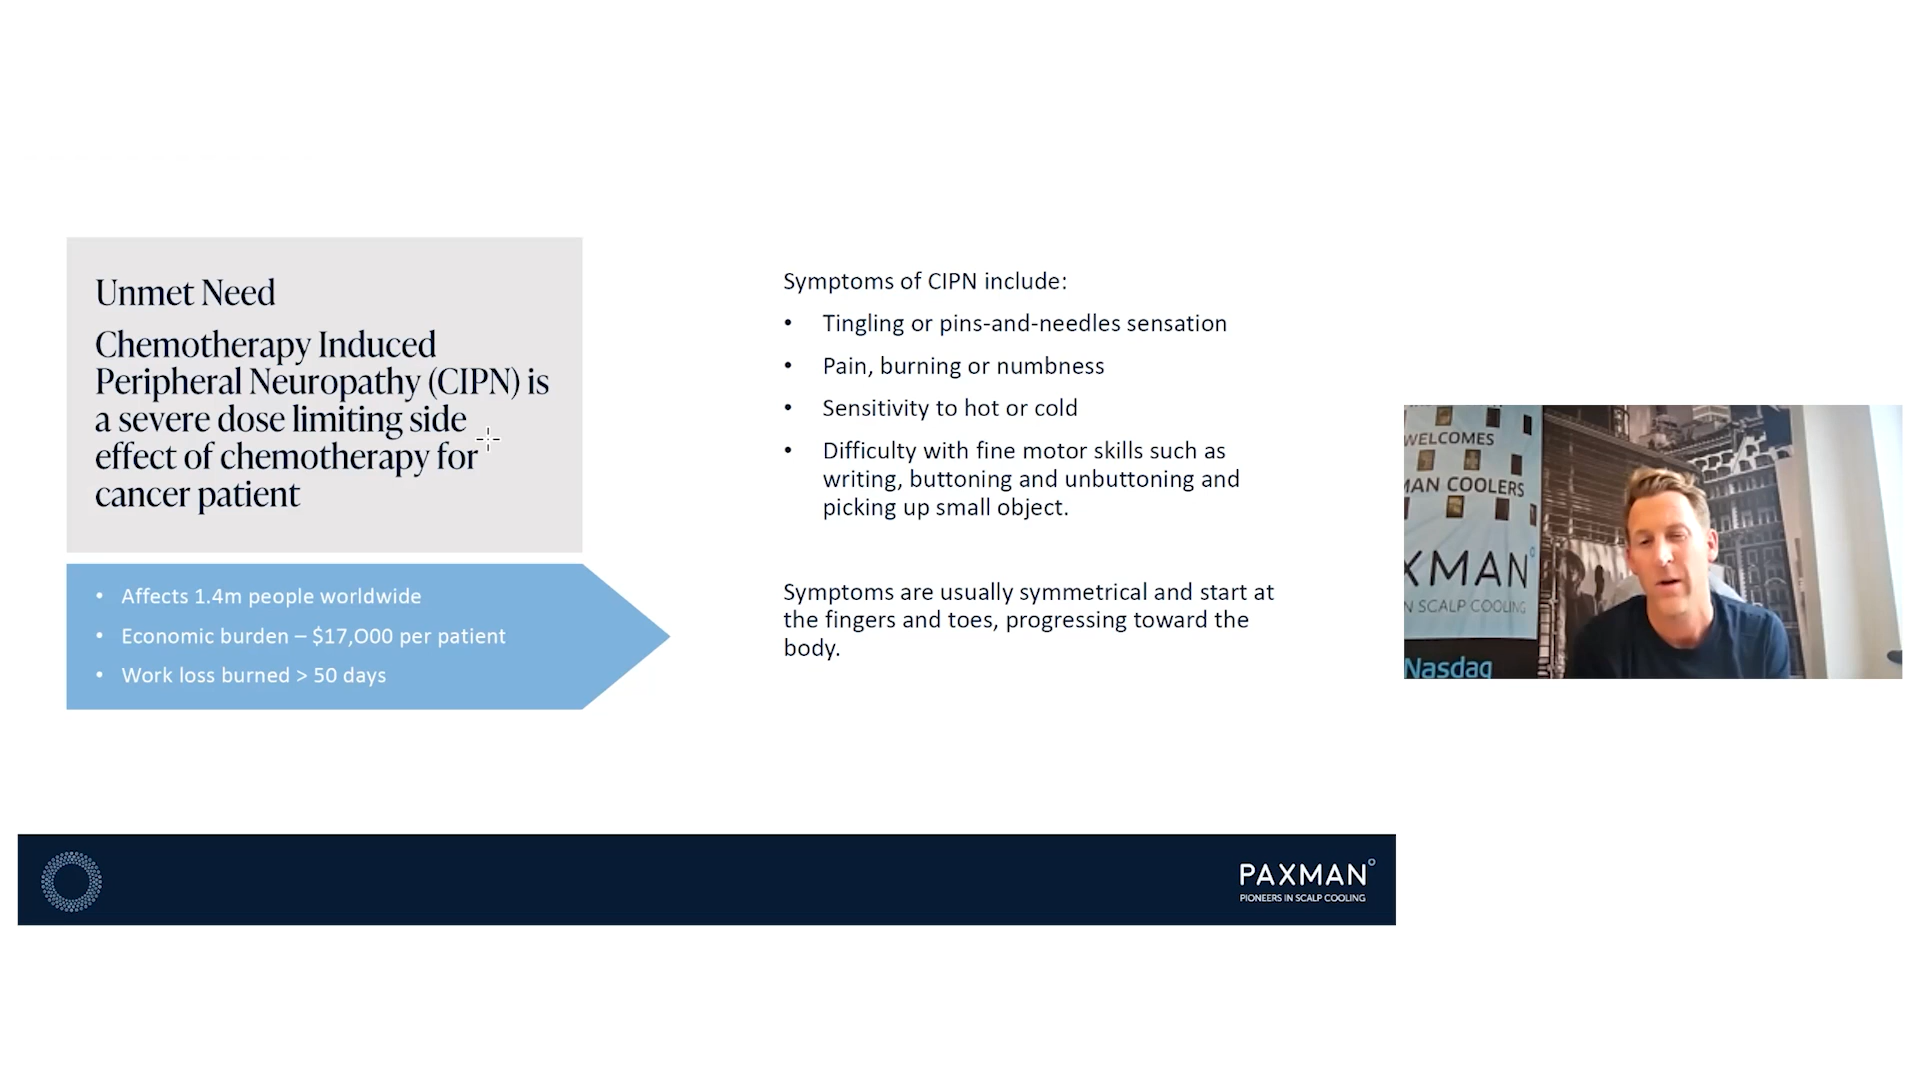 Unmet Need
Chemotherapy Induced
Peripheral Neuropathy (CIPN) is
a severe dose limiting side
effect of chemotherapy for
cancer patient
• Affects 1.4m people worldwide
• Economic burden – $17,O00 per patient
• Work loss burned > 50 days
Symptoms of CIPN include:
• Tingling or pins-and-needles sensation
• Pain, burning or numbness
• Sensitivity to hot or cold
• Difficulty with fine motor skills such as
writing, buttoning and unbuttoning and
picking up small object.
Symptoms are usually symmetrical and start at
the fingers and toes, progressing toward the
body.
WELCOMES
MAN COOLERS
XMAN°
N SCALP COOLING
Nasdaq
PAXMAN°
PIONEERS IN SCALP COOLING